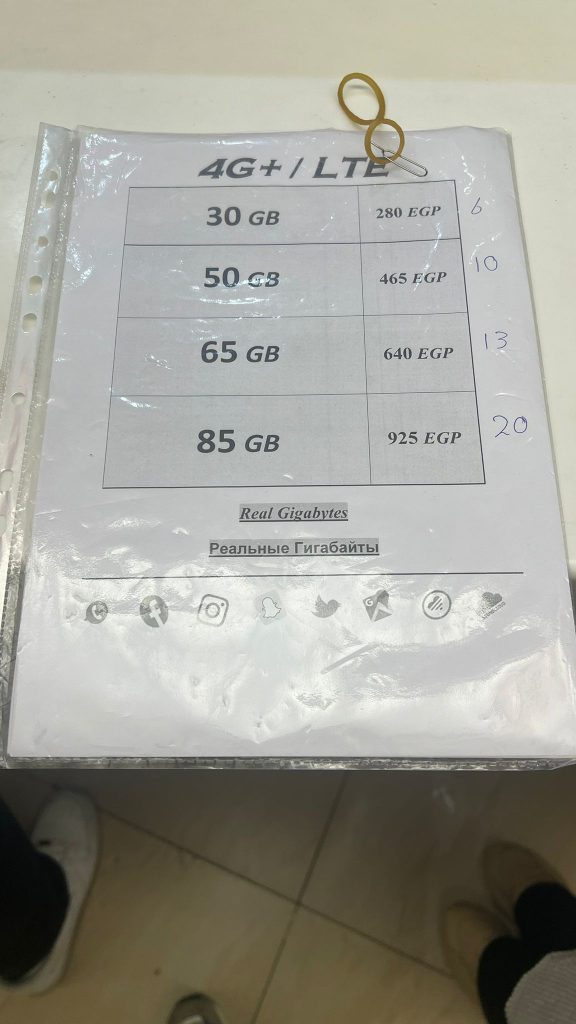 4G+ / LTE
30 GB 280 EGP 6
50 GB 465 EGP 10
65 GB 640 EGP 13
85 GB 925 EGP 20
Real Gigabytes
Реальные Гигабайты